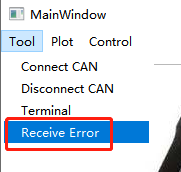 MainWindow
Tool Plot Control
Connect CAN
Disconnect CAN
Terminal
Receive Error